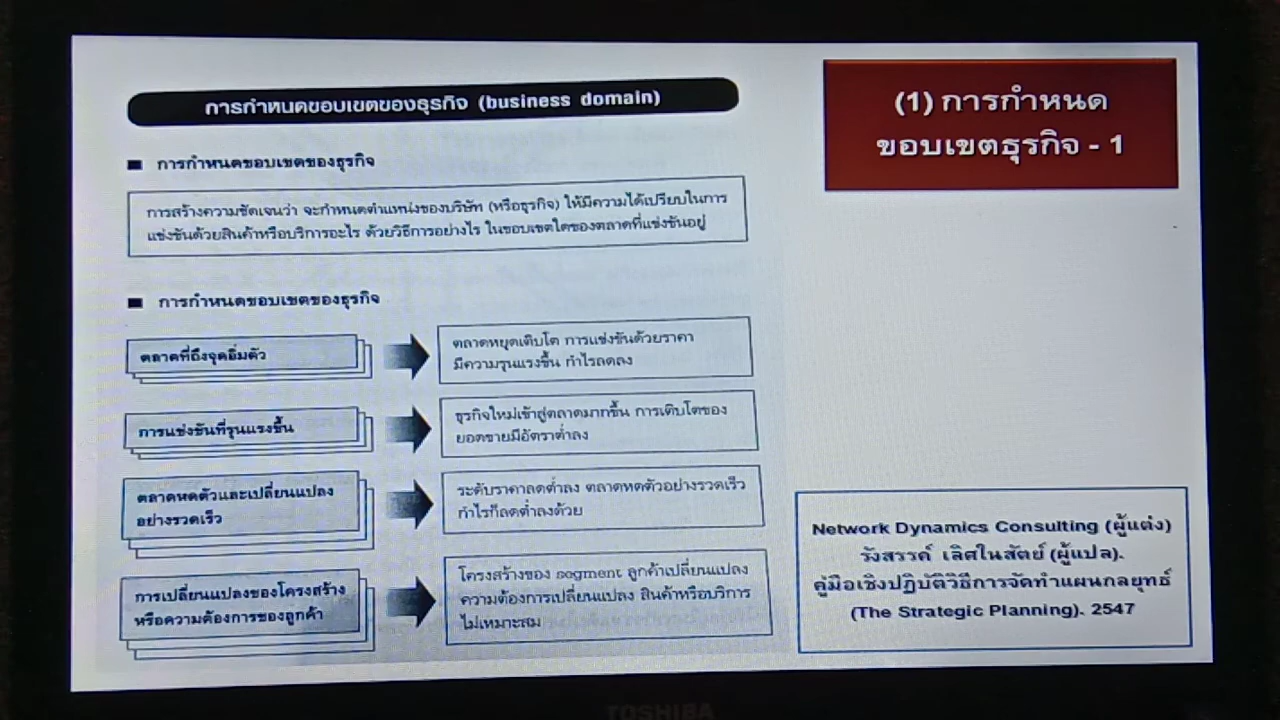 การกำหนดขอบเขตของธุรกิจ (business domain)
(1) การกำหนด
ขอบเขตธุรกิจ - 1
■ การกำหนดขอบเขตของธุรกิจ
การสร้างความชัดเจนว่า จะกำหนดตำแหน่งของบริษัท (หรือธุรกิจ) ให้มีความได้เปรียบในการ
แข่งขันด้วยสินค้าหรือบริการอะไร ด้วยวิธีการอย่างไร ในขอบเขตใดของตลาดที่แข่งขันอยู่
■ การกำหนดขอบเขตของธุรกิจ
ตลาดที่ถึงจุดอิ่มตัว
ตลาดหยุดเติบโต การแข่งขันด้วยราคา
มีความรุนแรงขึ้น กำไรลดลง
การแข่งขันที่รุนแรงขึ้น
ธุรกิจใหม่เข้าสู่ตลาดมากขึ้น การเติบโตของ
ยอดขายมีอัตราต่ำลง
ตลาดหดตัวและเปลี่ยนแปลง
อย่างรวดเร็ว
ระดับราคาลดต่ำลง ตลาดหดตัวอย่างรวดเร็ว
กำไรก็ลดต่ำลงด้วย
การเปลี่ยนแปลงของโครงสร้าง
หรือความต้องการของลูกค้า
โครงสร้างของ segment ลูกค้าเปลี่ยนแปลง
ความต้องการเปลี่ยนแปลง สินค้าหรือบริการ
ไม่เหมาะสม
Network Dynamics Consulting (ผู้แต่ง)
รังสรรค์ เลิศในสัตย์ (ผู้แปล).
คู่มือเชิงปฏิบัติวิธีการจัดทำแผนกลยุทธ์
(The Strategic Planning). 2547
TOSHIBA